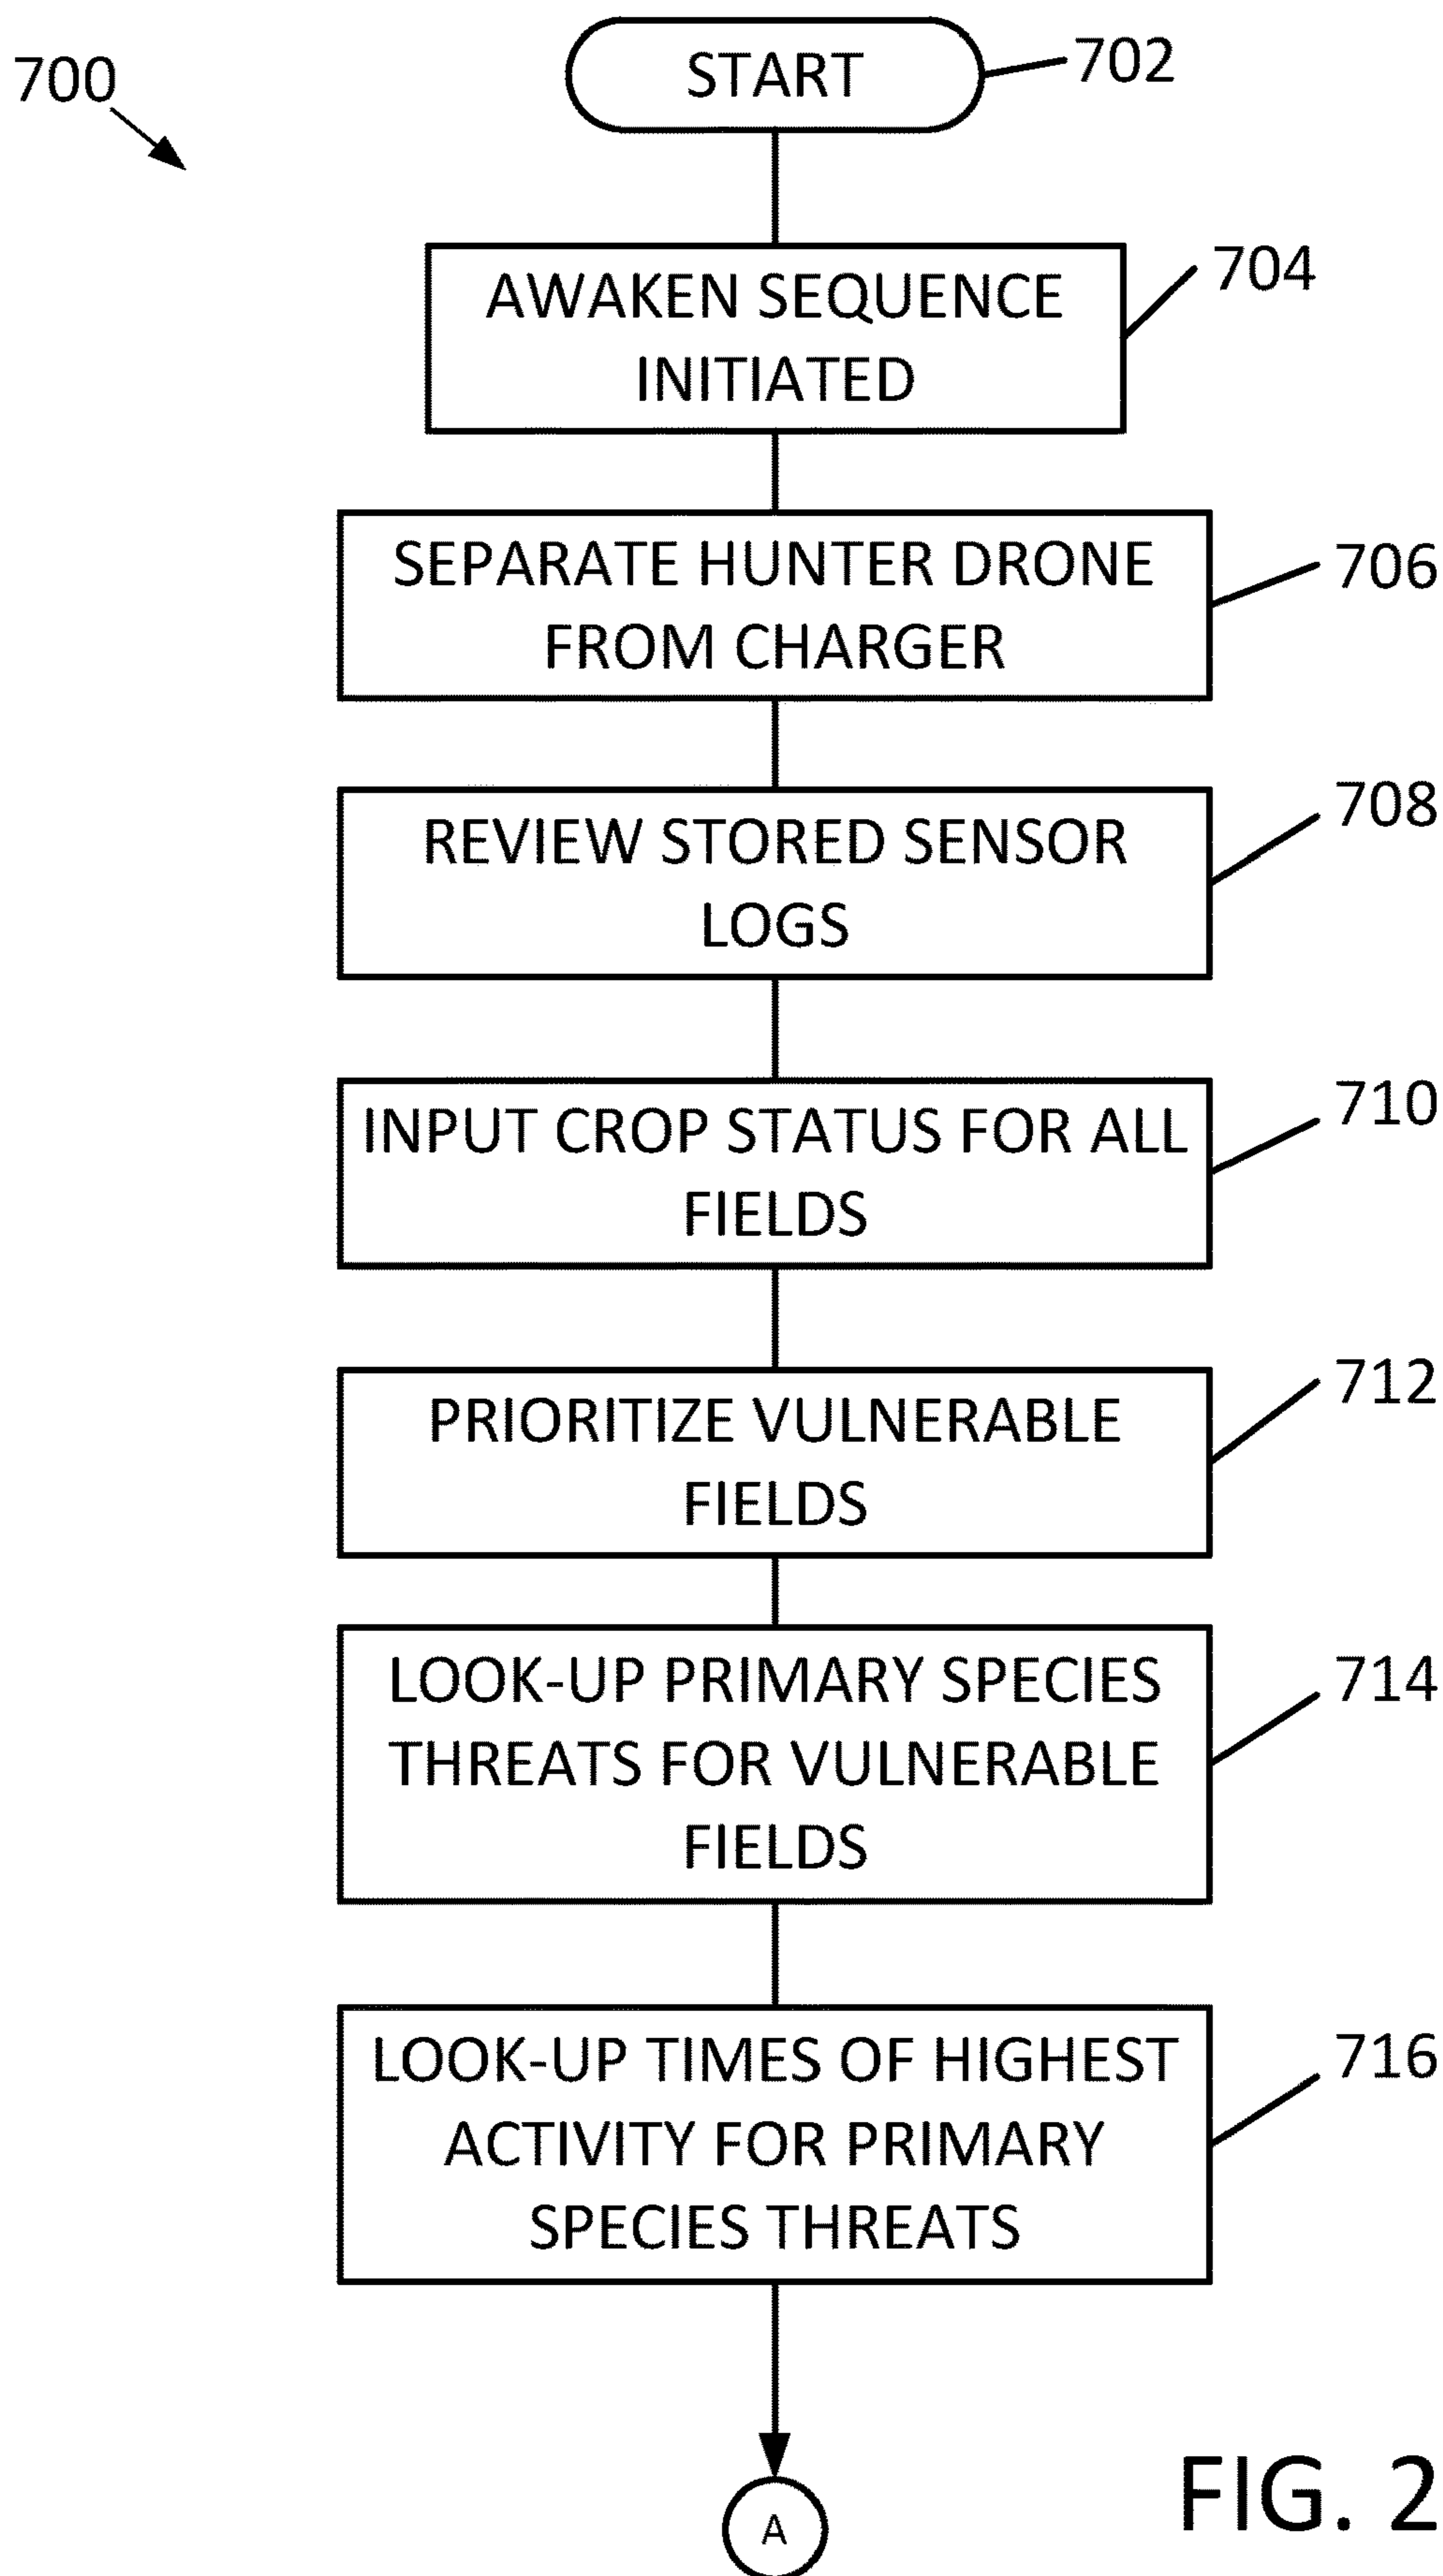 700
START
702
AWAKEN SEQUENCE
INITIATED
704
SEPARATE HUNTER DRONE
FROM CHARGER
706
REVIEW STORED SENSOR
LOGS
708
INPUT CROP STATUS FOR ALL
FIELDS
710
PRIORITIZE VULNERABLE
FIELDS
712
LOOK-UP PRIMARY SPECIES
THREATS FOR VULNERABLE
FIELDS
714
LOOK-UP TIMES OF HIGHEST
ACTIVITY FOR PRIMARY
SPECIES THREATS
716
A
FIG. 2